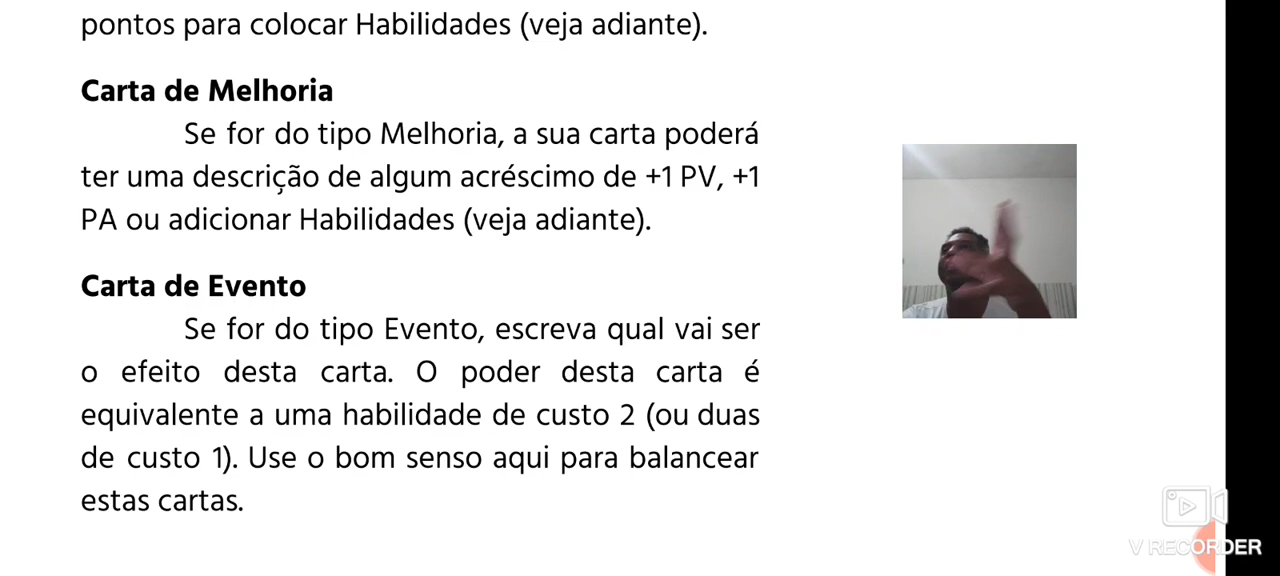 pontos para colocar Habilidades (veja adiante).
Carta de Melhoria
Se for do tipo Melhoria, a sua carta poderá
ter uma descrição de algum acréscimo de +1 PV, +1
PA ou adicionar Habilidades (veja adiante).
Carta de Evento
Se for do tipo Evento, escreva qual vai ser
o efeito desta carta. O poder desta carta é
equivalente a uma habilidade de custo 2 (ou duas
de custo 1). Use o bom senso aqui para balancear
estas cartas.
V RECORDER